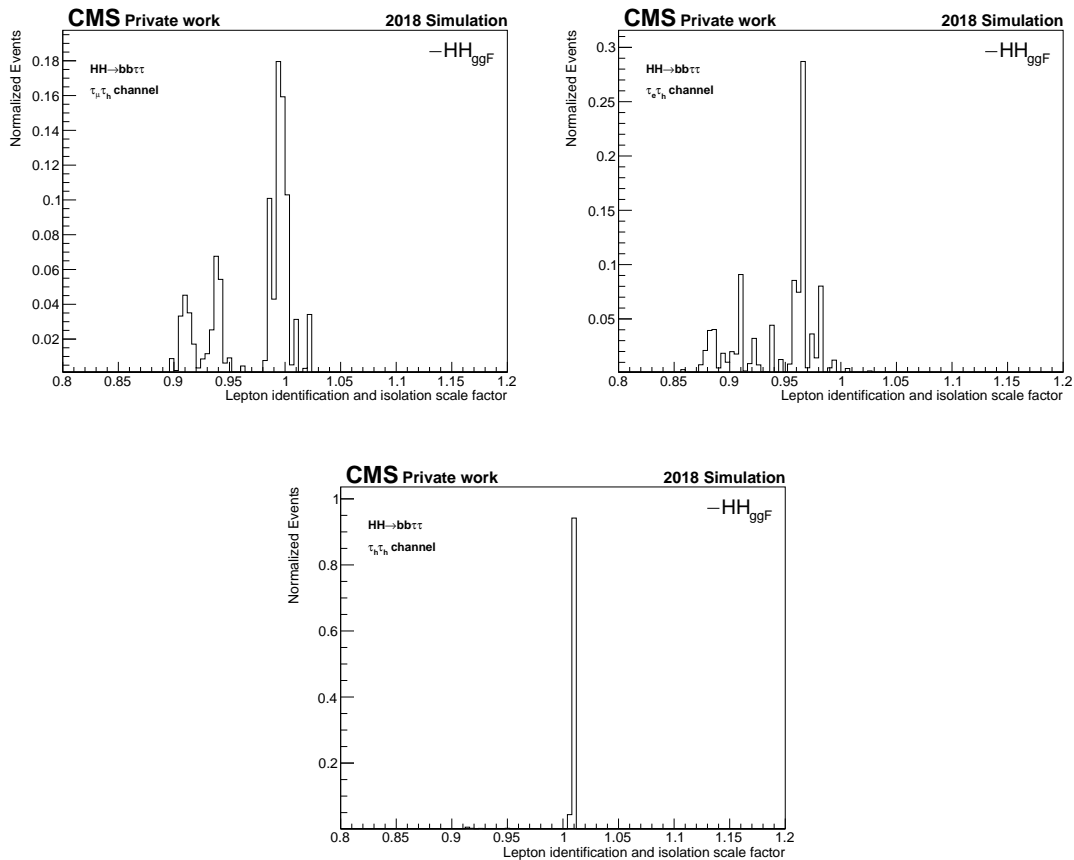 CMS Private work 2018 Simulation
Normalized Events
HH→bbττ
τμτh channel
HHggF
0.18
0.16
0.14
0.12
0.1
0.08
0.06
0.04
0.02
0.8 0.85 0.9 0.95 1 1.05 1.1 1.15 1.2
Lepton identification and isolation scale factor
CMS Private work 2018 Simulation
Normalized Events
HH→bbττ
τeτh channel
HHggF
0.3
0.25
0.2
0.15
0.1
0.05
0.8 0.85 0.9 0.95 1 1.05 1.1 1.15 1.2
Lepton identification and isolation scale factor
CMS Private work 2018 Simulation
Normalized Events
HH→bbττ
τhτh channel
HHggF
1
0.8
0.6
0.4
0.2
0.8 0.85 0.9 0.95 1 1.05 1.1 1.15 1.2
Lepton identification and isolation scale factor